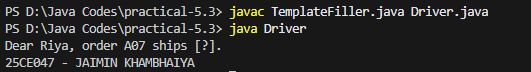 PS D:\Java Codes\practical-5.3> javac TemplateFiller.java Driver.java
PS D:\Java Codes\practical-5.3> java Driver
Dear Riya, order A07 ships [?].
25CE047 - JAIMIN KHAMBHAIYA